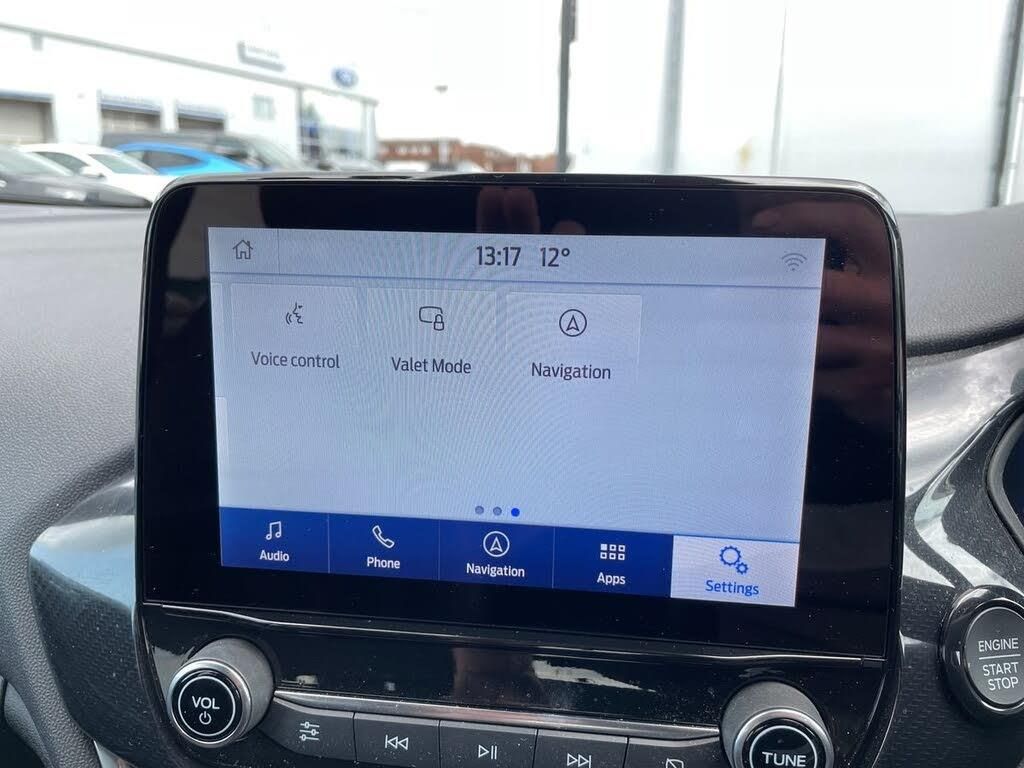 13:17 12°
Voice control
Valet Mode
Navigation
Audio
Phone
Navigation
Apps
Settings
VOL
TUNE
ENGINE
START
STOP